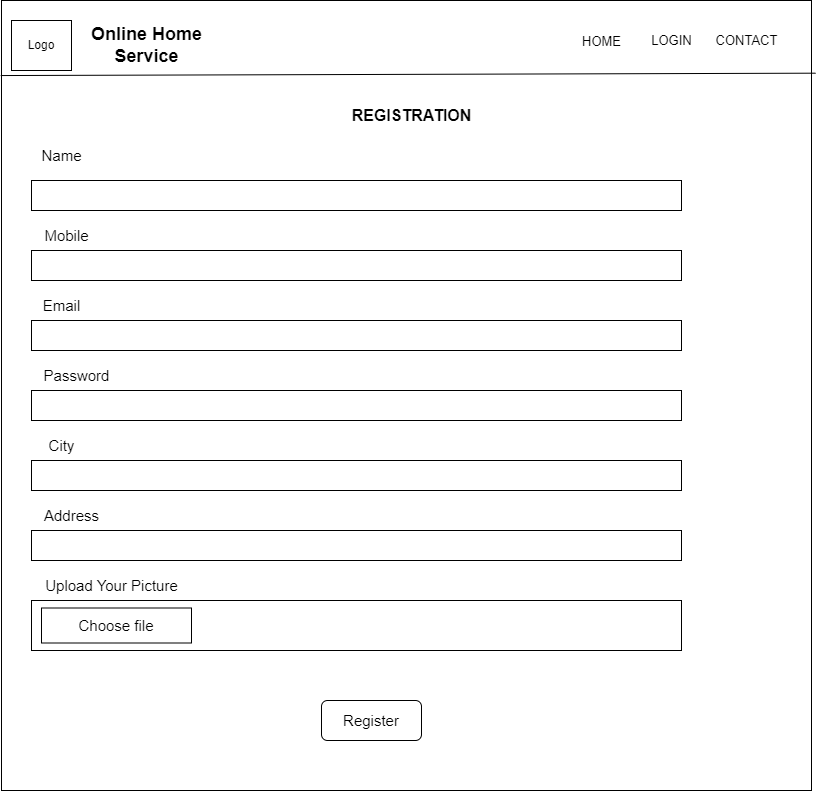 Logo
Online Home
Service
HOME
LOGIN
CONTACT
REGISTRATION
Name
Mobile
Email
Password
City
Address
Upload Your Picture
Choose file
Register